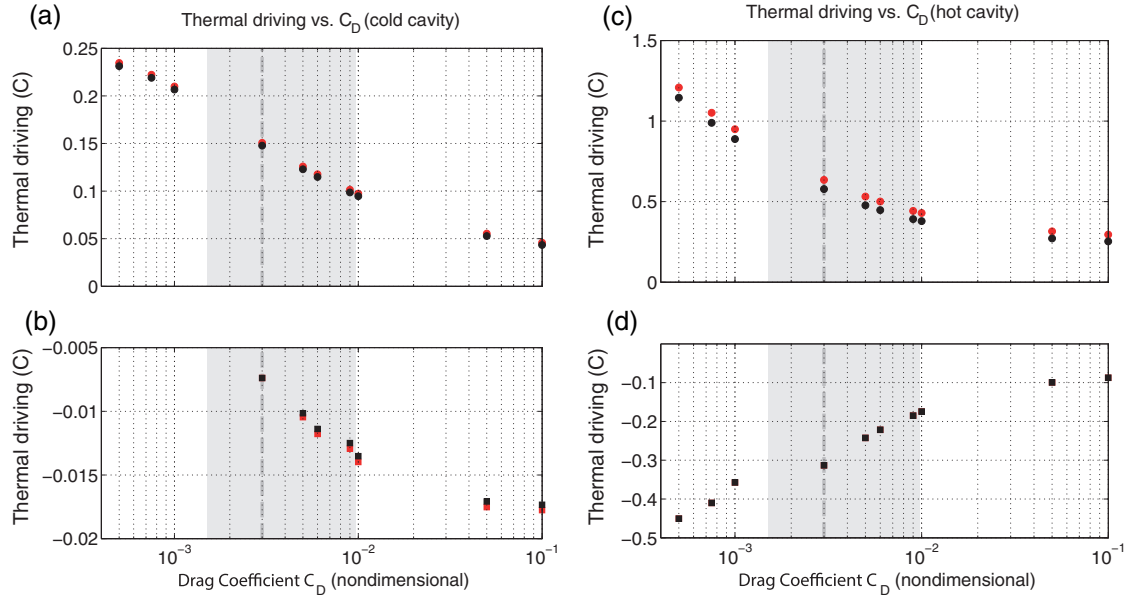 (a)
Thermal driving vs. C_D (cold cavity)
0.25
0.2
0.15
0.1
0.05
0
Thermal driving (C)
(b)
−0.005
−0.01
−0.015
−0.02
Thermal driving (C)
10⁻³
10⁻²
10⁻¹
Drag Coefficient C_D (nondimensional)
(c)
Thermal driving vs. C_D (hot cavity)
1.5
1
0.5
0
Thermal driving (C)
(d)
−0.1
−0.2
−0.3
−0.4
−0.5
Thermal driving (C)
10⁻³
10⁻²
10⁻¹
Drag Coefficient C_D (nondimensional)